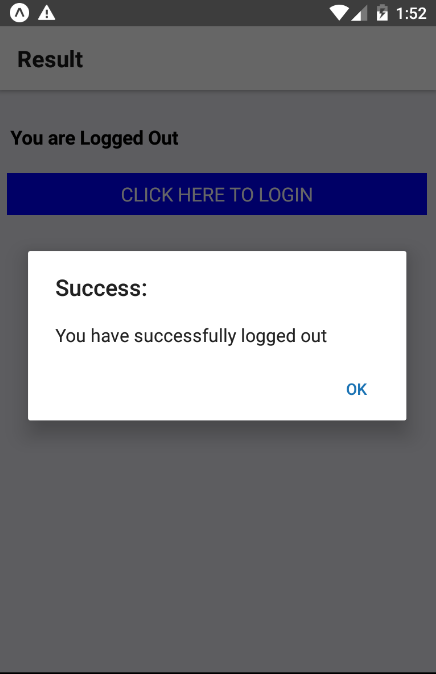 1:52
Result
You are Logged Out
CLICK HERE TO LOGIN
Success:
You have successfully logged out
OK